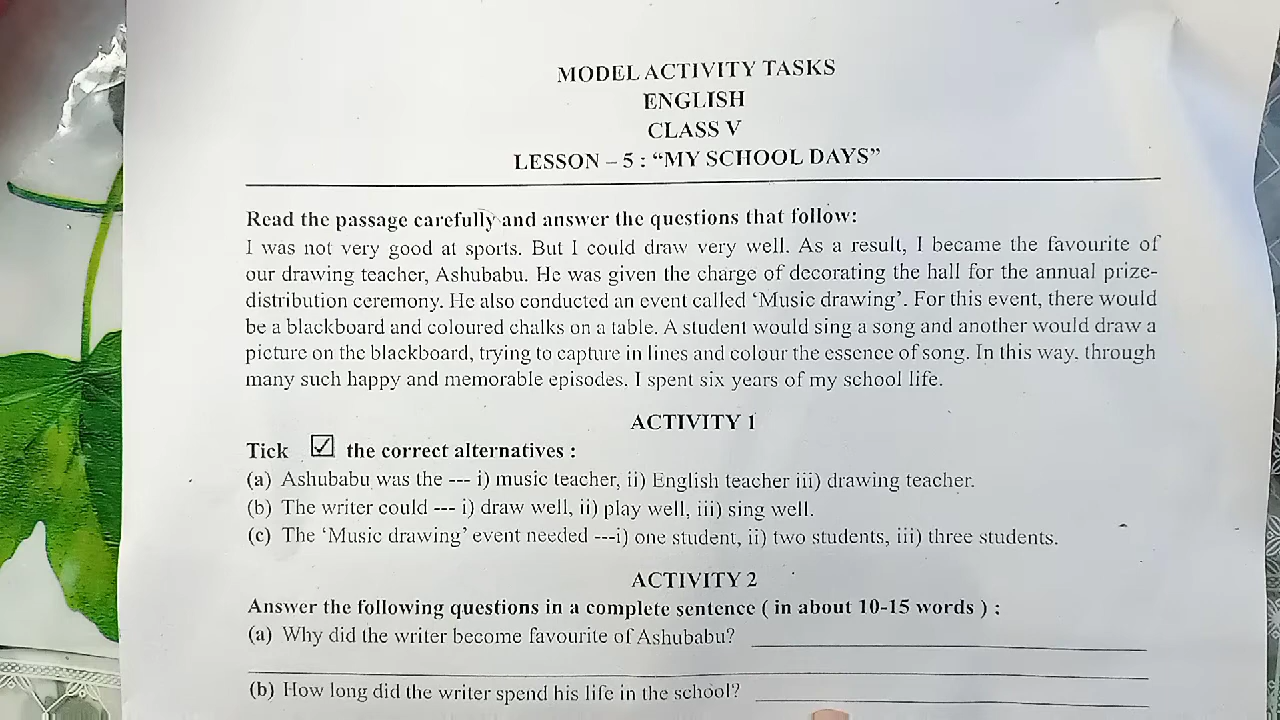 MODEL ACTIVITY TASKS
ENGLISH
CLASS V
LESSON – 5 : “MY SCHOOL DAYS”
Read the passage carefully and answer the questions that follow:
I was not very good at sports. But I could draw very well. As a result, I became the favourite of
our drawing teacher, Ashubabu. He was given the charge of decorating the hall for the annual prize-
distribution ceremony. He also conducted an event called ‘Music drawing’. For this event, there would
be a blackboard and coloured chalks on a table. A student would sing a song and another would draw a
picture on the blackboard, trying to capture in lines and colour the essence of song. In this way. through
many such happy and memorable episodes. I spent six years of my school life.
ACTIVITY 1
Tick ☑ the correct alternatives :
(a) Ashubabu was the --- i) music teacher, ii) English teacher iii) drawing teacher.
(b) The writer could --- i) draw well, ii) play well, iii) sing well.
(c) The ‘Music drawing’ event needed ---i) one student, ii) two students, iii) three students.
ACTIVITY 2
Answer the following questions in a complete sentence ( in about 10-15 words ) :
(a) Why did the writer become favourite of Ashubabu?
(b) How long did the writer spend his life in the school?